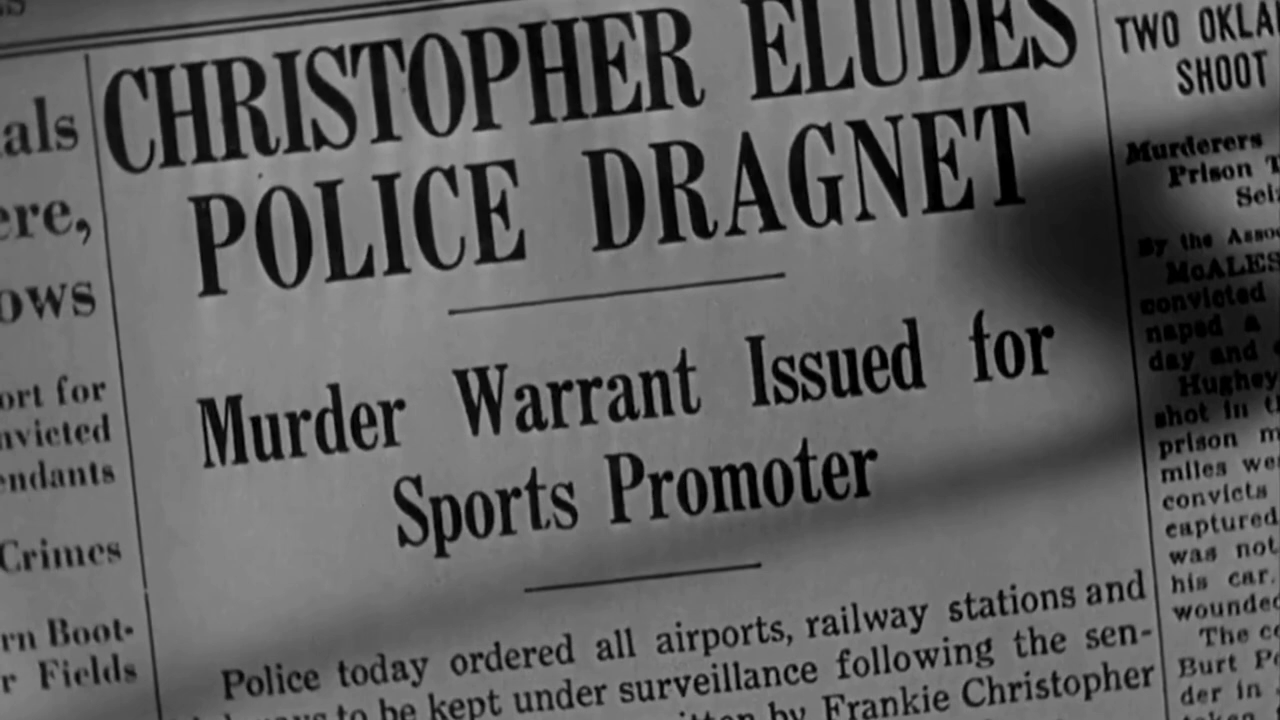 als
ere,
ows
ort for
nvicted
endants
Crimes
rn Boot-
r Fields
CHRISTOPHER ELUDES
POLICE DRAGNET
Murder Warrant Issued for
Sports Promoter
Police today ordered all airports, railway stations and
to be kept under surveillance following the sen-
by Frankie Christopher
TWO OKLA
SHOOT
Murderers
Prison T
Seiz
By the Asso
McALES
convicted
naped a
day and
Hughey
shot in t
prison m
miles we
convicts
captured
was not
his car.
wounded
The co
Burt P
der in